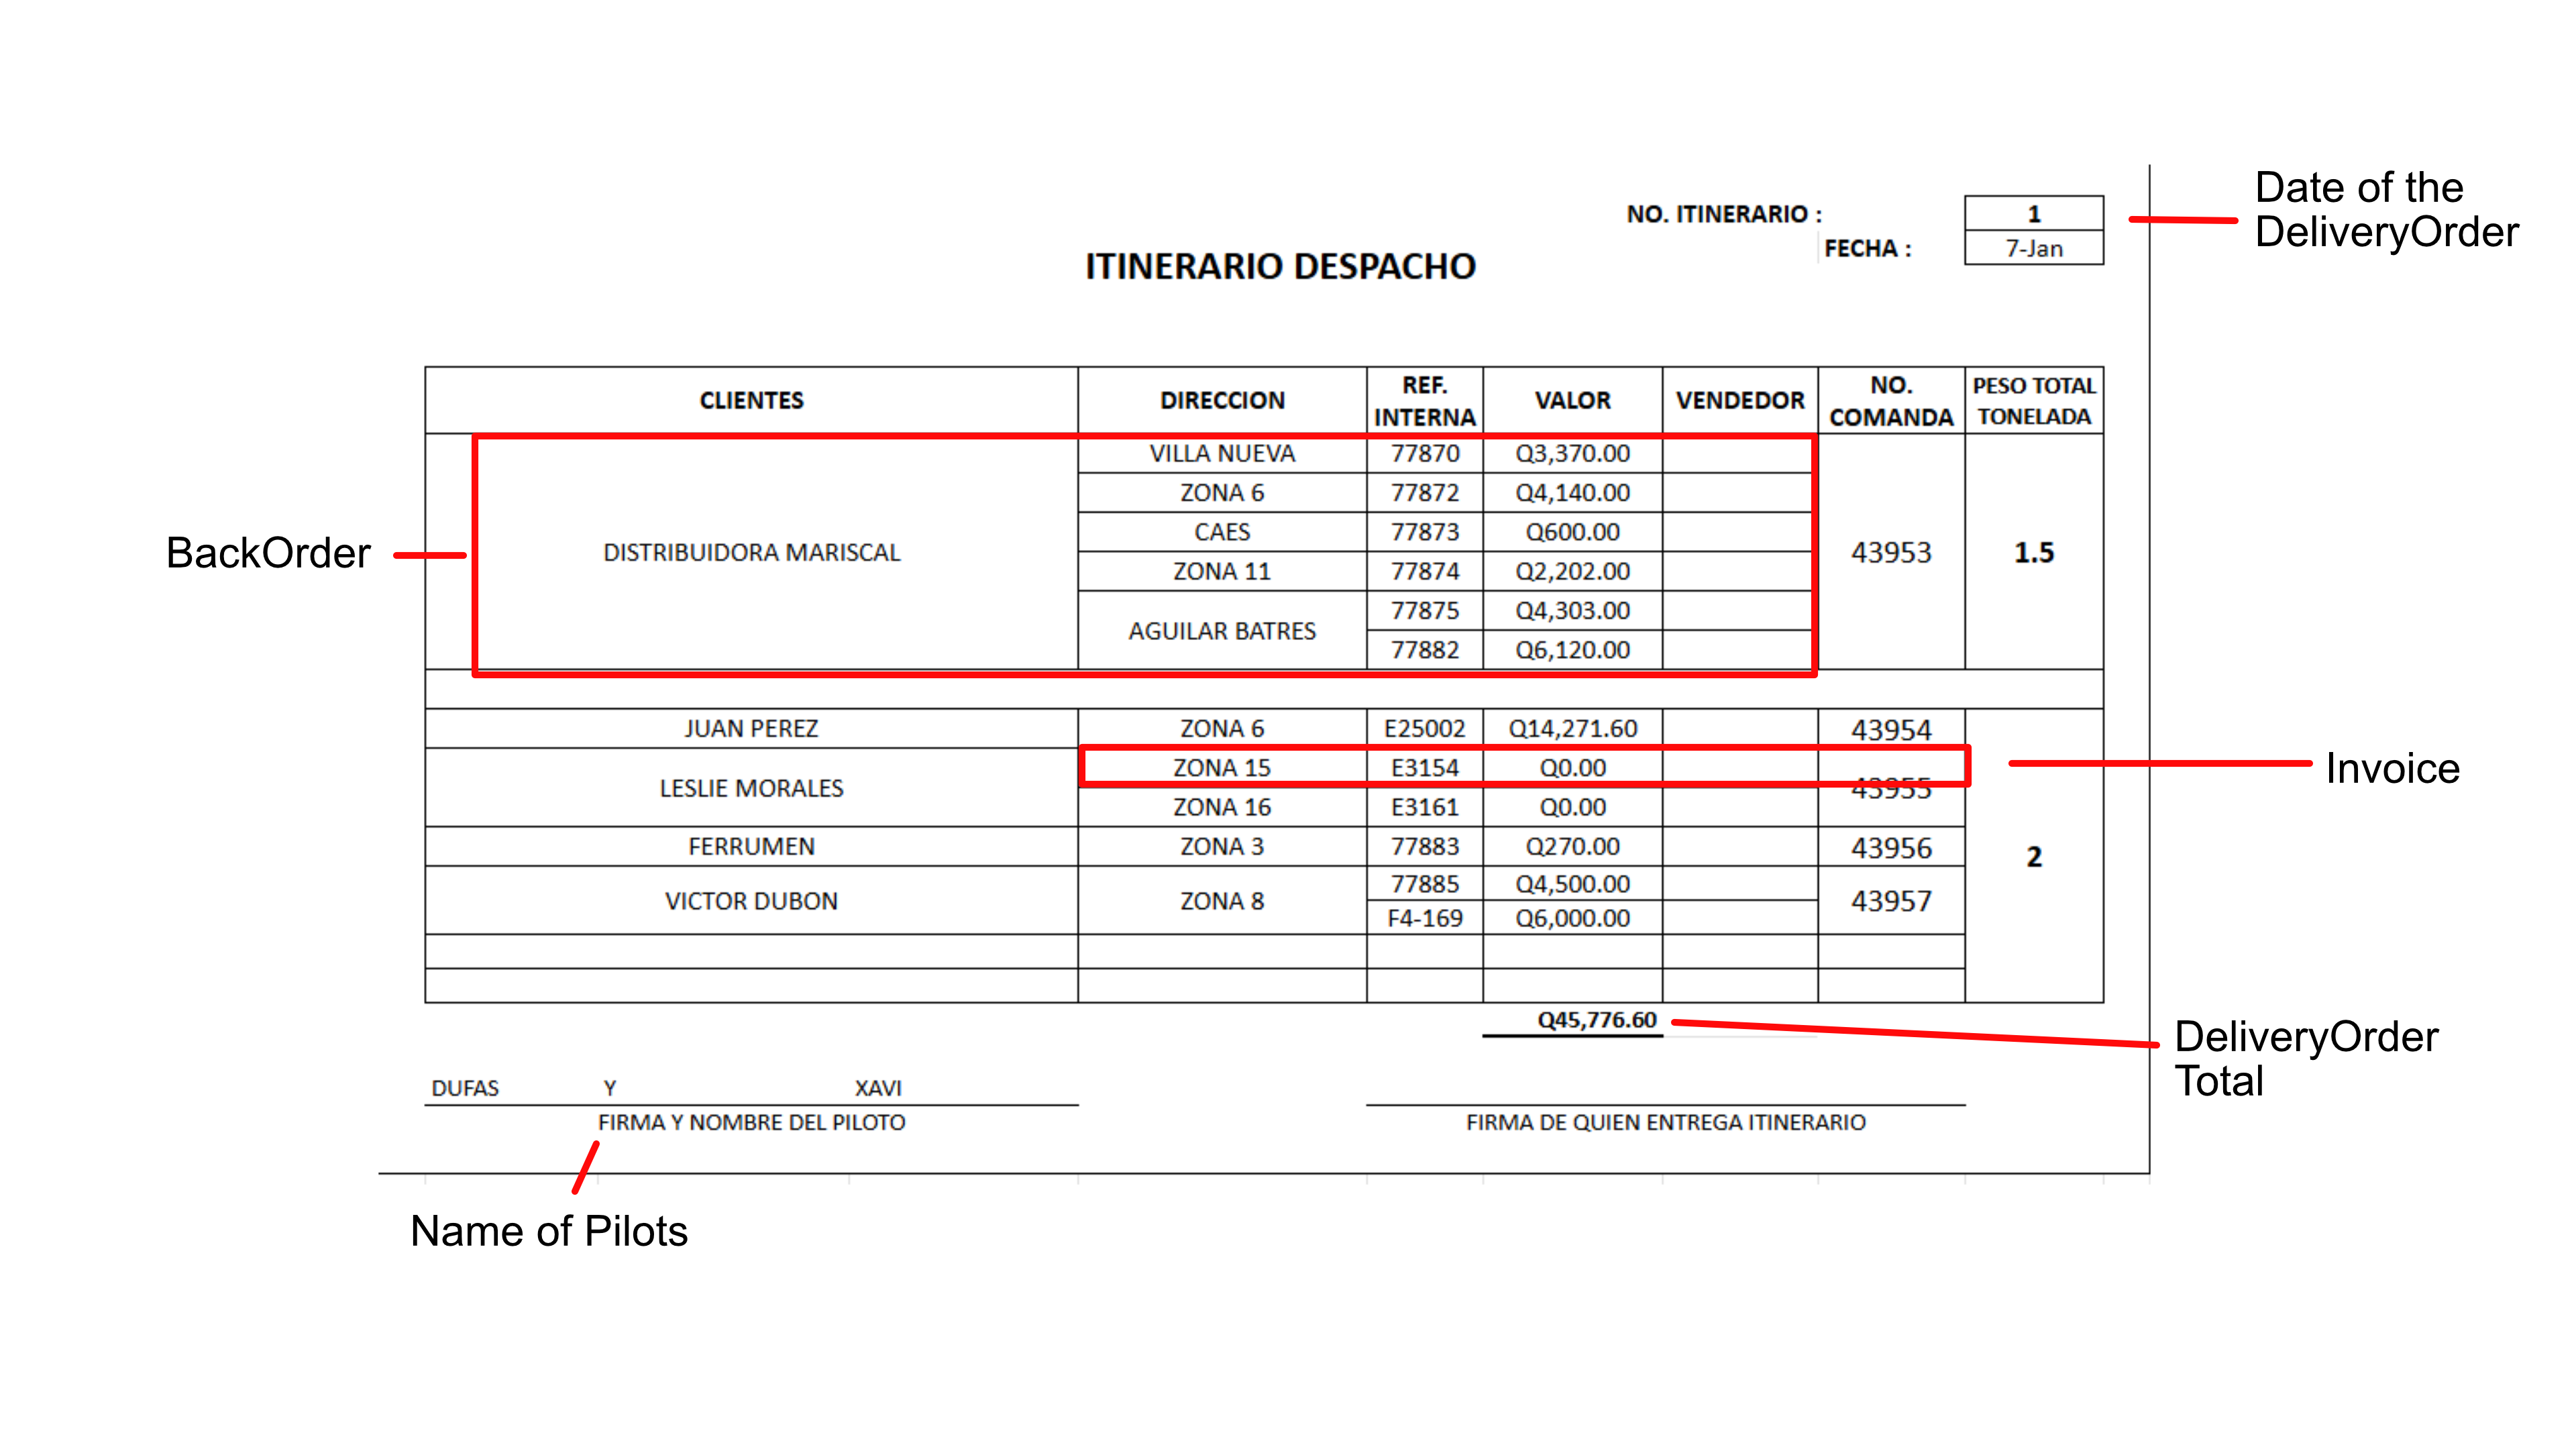 Date of the
DeliveryOrder
NO. ITINERARIO : 1
FECHA : 7-Jan
ITINERARIO DESPACHO
CLIENTES DIRECCION REF. INTERNA VALOR VENDEDOR NO. COMANDA PESO TOTAL TONELADA
BackOrder
DISTRIBUIDORA MARISCAL VILLA NUEVA 77870 Q3,370.00 43953 1.5
ZONA 6 77872 Q4,140.00
CAES 77873 Q600.00
ZONA 11 77874 Q2,202.00
AGUILAR BATRES 77875 Q4,303.00
77882 Q6,120.00
JUAN PEREZ ZONA 6 E25002 Q14,271.60 43954 2
LESLIE MORALES ZONA 15 E3154 Q0.00 43955
Invoice
ZONA 16 E3161 Q0.00
FERRUMEN ZONA 3 77883 Q270.00 43956
VICTOR DUBON ZONA 8 77885 Q4,500.00 43957
F4-169 Q6,000.00
Q45,776.60
DeliveryOrder
Total
DUFAS Y XAVI
FIRMA Y NOMBRE DEL PILOTO FIRMA DE QUIEN ENTREGA ITINERARIO
Name of Pilots